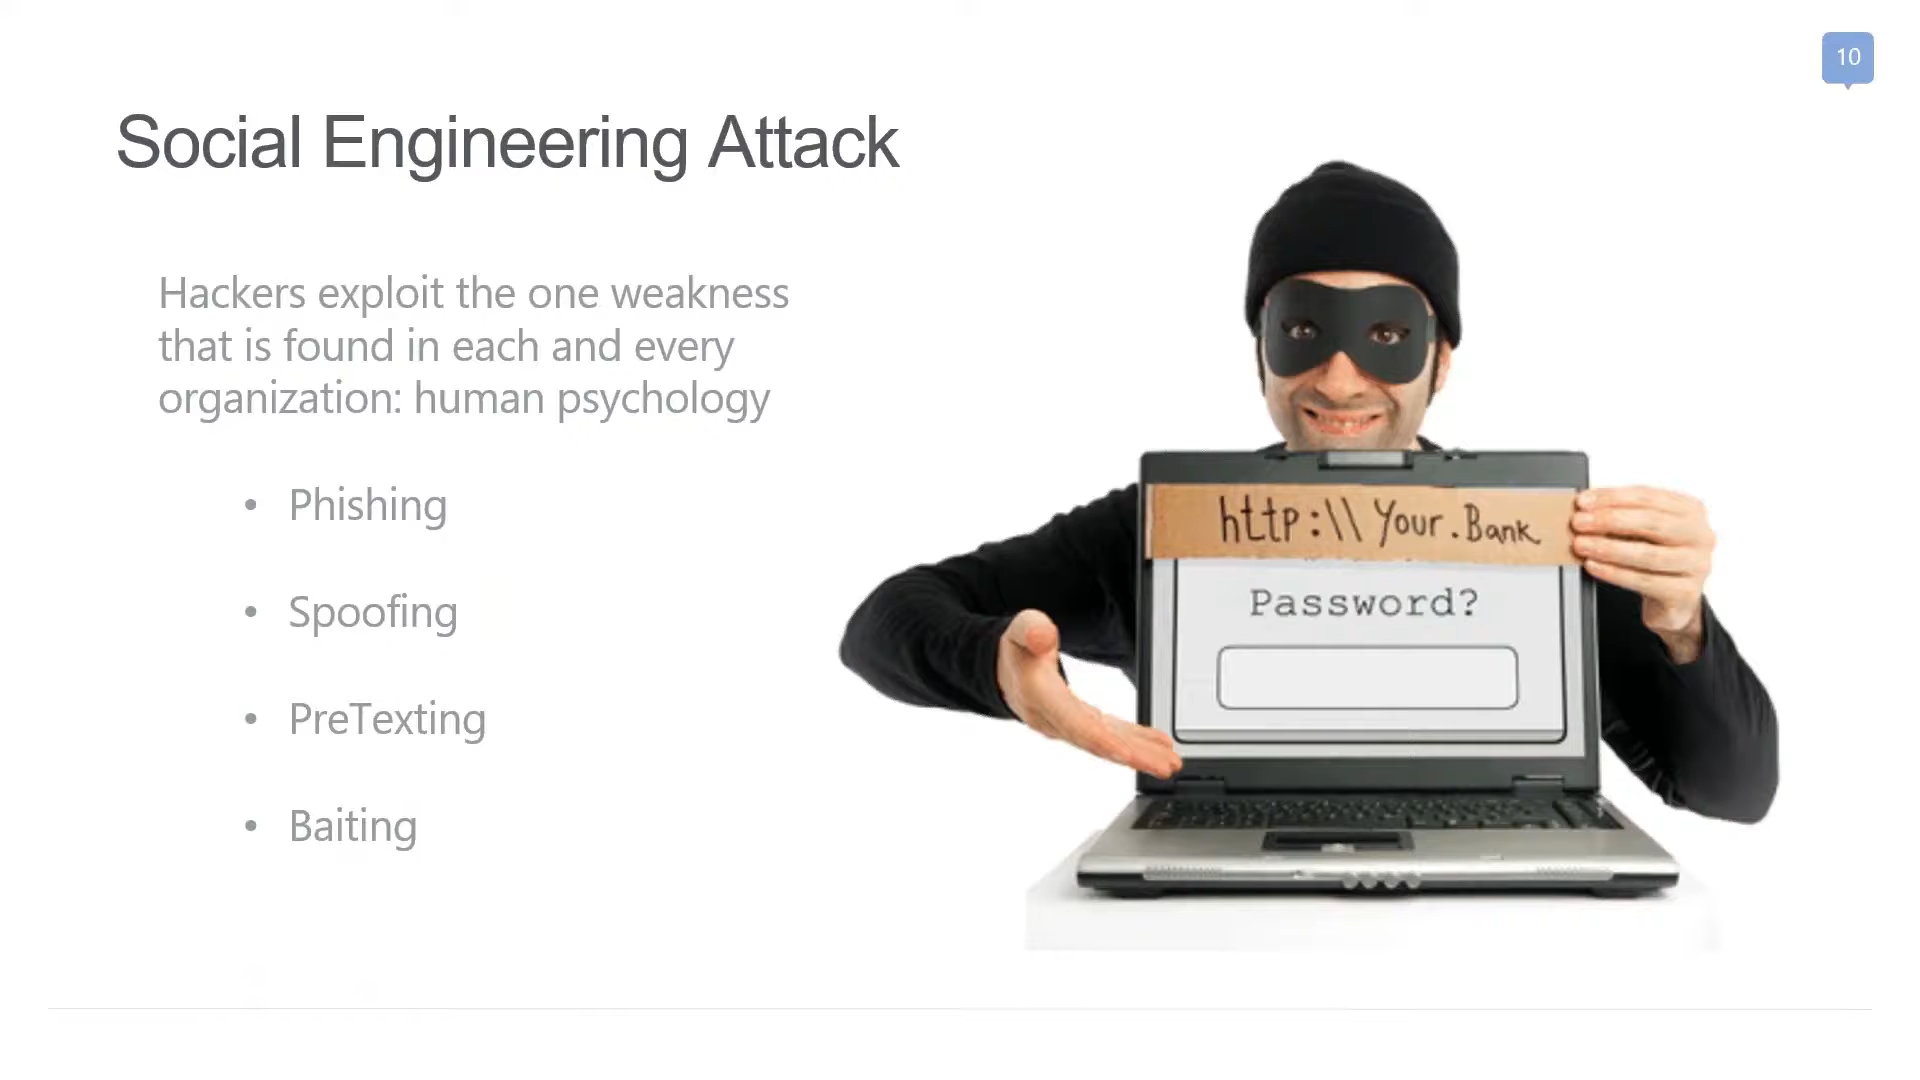 10
Social Engineering Attack
Hackers exploit the one weakness
that is found in each and every
organization: human psychology
• Phishing
• Spoofing
• PreTexting
• Baiting
http:\\Your.Bank
Password?